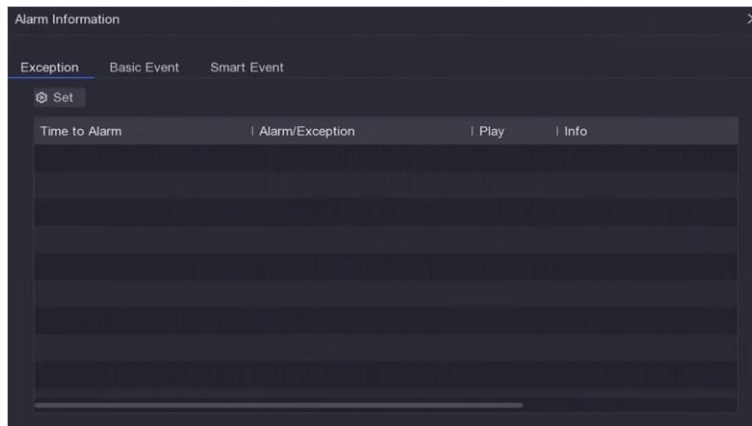 Alarm Information
Exception Basic Event Smart Event
Set
Time to Alarm Alarm/Exception Play Info